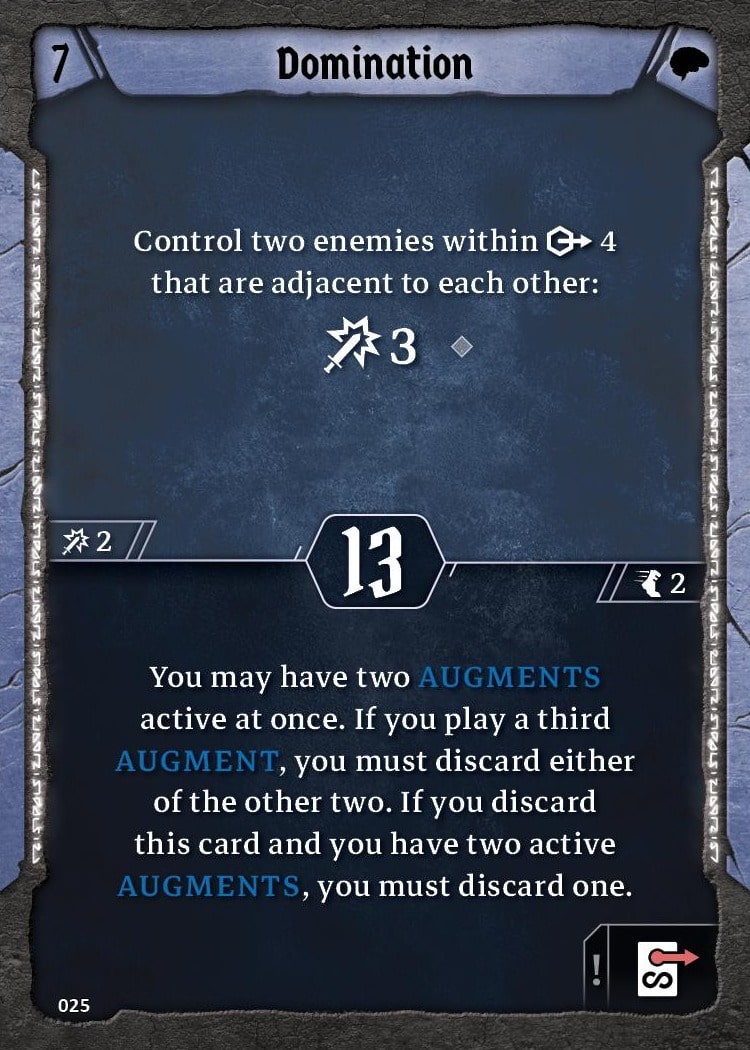 7
Domination
Control two enemies within 4
that are adjacent to each other:
3
2
13
2
You may have two AUGMENTS
active at once. If you play a third
AUGMENT, you must discard either
of the other two. If you discard
this card and you have two active
AUGMENTS, you must discard one.
!
025